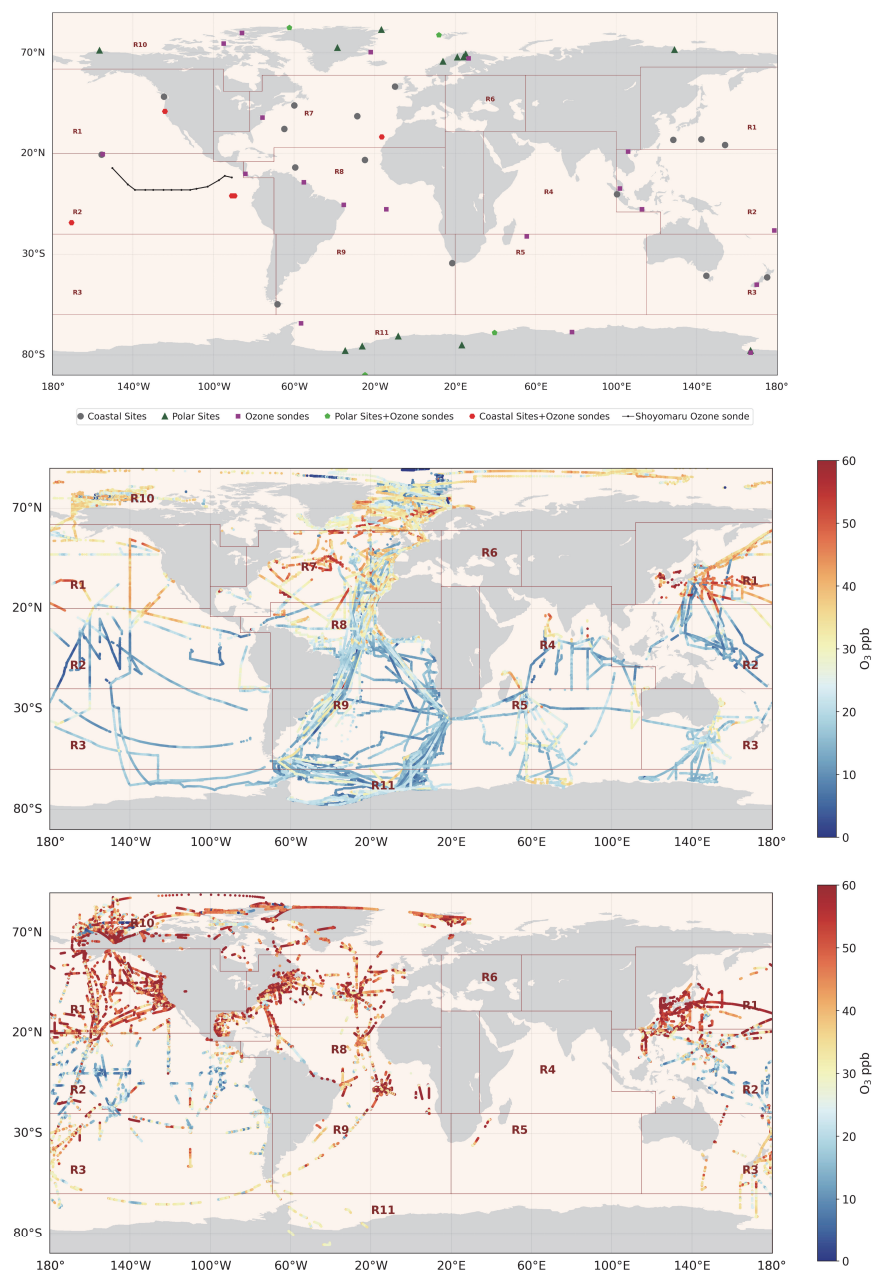 R10
70°N
R6
R7
R1
R1
20°N
R8
R4
R2
R2
30°S
R9
R5
R3
R3
R11
80°S
180° 140°W 100°W 60°W 20°W 20°E 60°E 100°E 140°E 180°
Coastal Sites Polar Sites Ozone sondes Polar Sites+Ozone sondes Coastal Sites+Ozone sondes Shoyomaru Ozone sonde
R10
70°N
R6
R7
R1
R1
20°N
R8
R4
R2
R2
30°S
R9
R5
R3
R3
R11
80°S
180° 140°W 100°W 60°W 20°W 20°E 60°E 100°E 140°E 180°
60
50
40
30
20
10
0
O₃ ppb
R10
70°N
R6
R7
R1
R1
20°N
R8
R4
R2
R2
30°S
R9
R5
R3
R3
R11
80°S
180° 140°W 100°W 60°W 20°W 20°E 60°E 100°E 140°E 180°
60
50
40
30
20
10
0
O₃ ppb